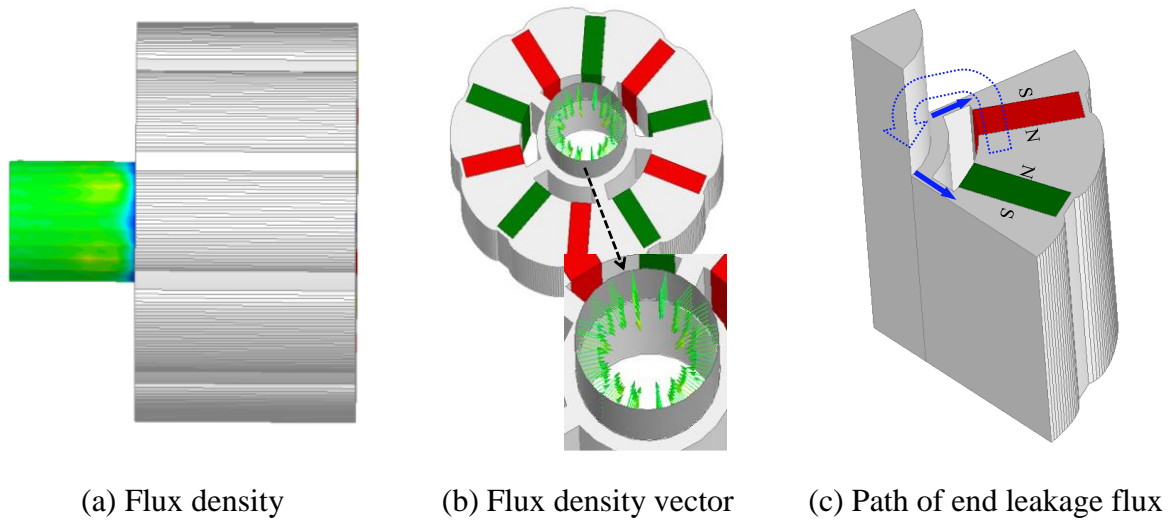 S
N
N
S
(a) Flux density
(b) Flux density vector
(c) Path of end leakage flux